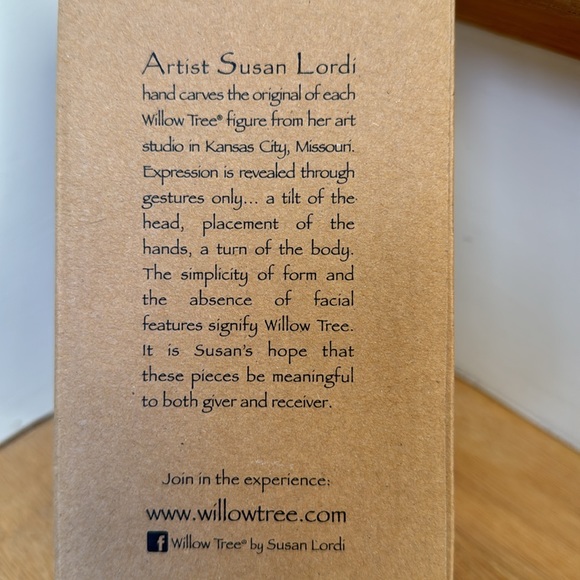 Artist Susan Lordi
hand carves the original of each
Willow Tree® figure from her art
studio in Kansas City, Missouri.
Expression is revealed through
gestures only... a tilt of the
head, placement of the
hands, a turn of the body.
The simplicity of form and
the absence of facial
features signify Willow Tree.
It is Susan's hope that
these pieces be meaningful
to both giver and receiver.
Join in the experience:
www.willowtree.com
f Willow Tree® by Susan Lordi